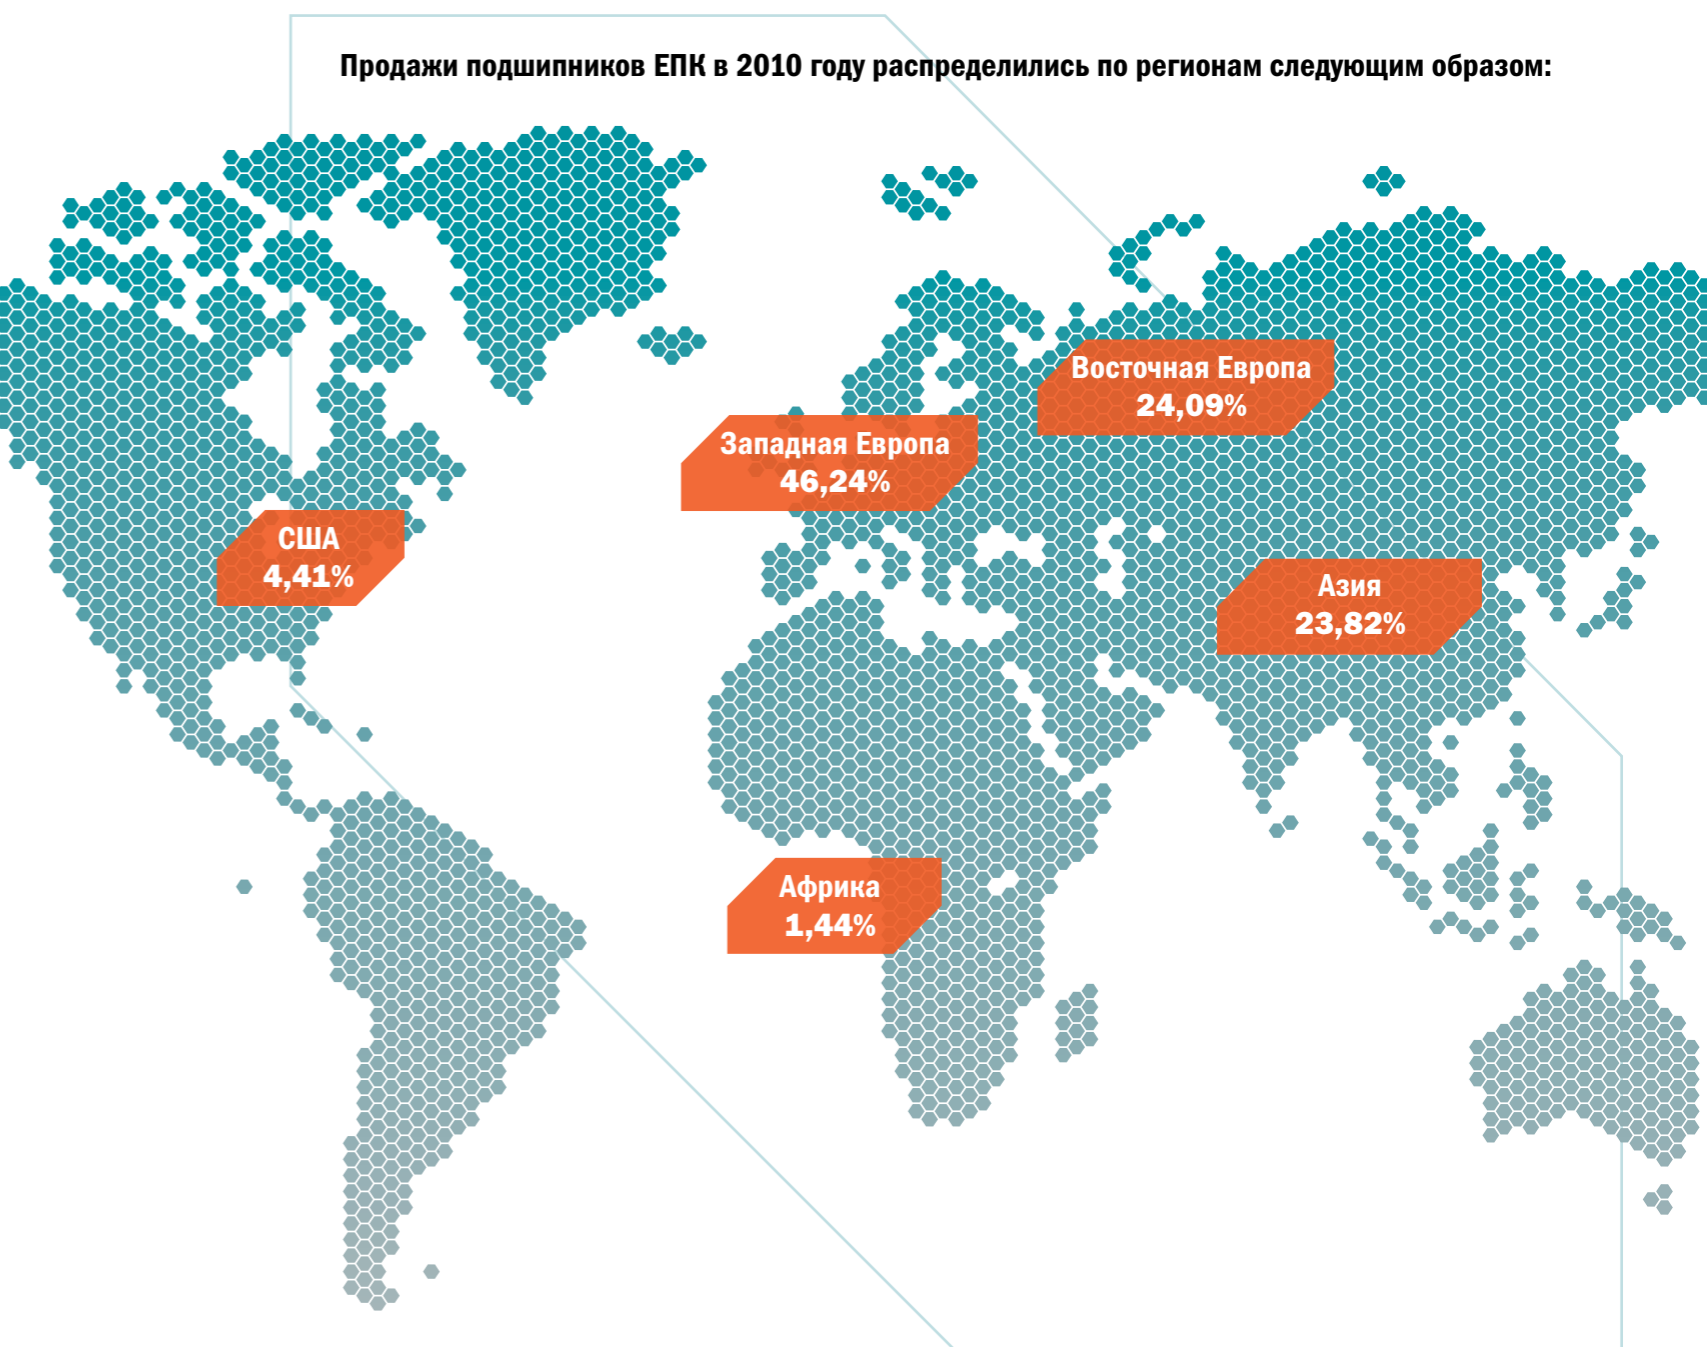 Продажи подшипников ЕПК в 2010 году распределились по регионам следующим образом:
Восточная Европа
24,09%
Западная Европа
46,24%
США
4,41%
Азия
23,82%
Африка
1,44%